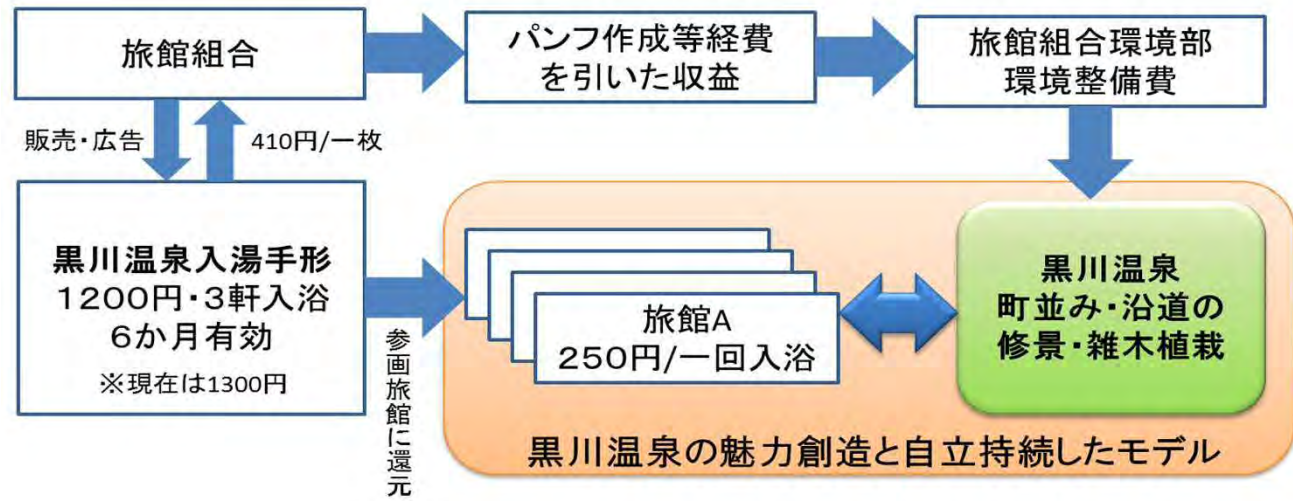 旅館組合
パンフ作成等経費
を引いた収益
旅館組合環境部
環境整備費
販売・広告
410円/一枚
黒川温泉入湯手形
1200円・3軒入浴
6か月有効
※現在は1300円
参画旅館に還元
旅館A
250円/一回入浴
黒川温泉
町並み・沿道の
修景・雑木植栽
黒川温泉の魅力創造と自立持続したモデル